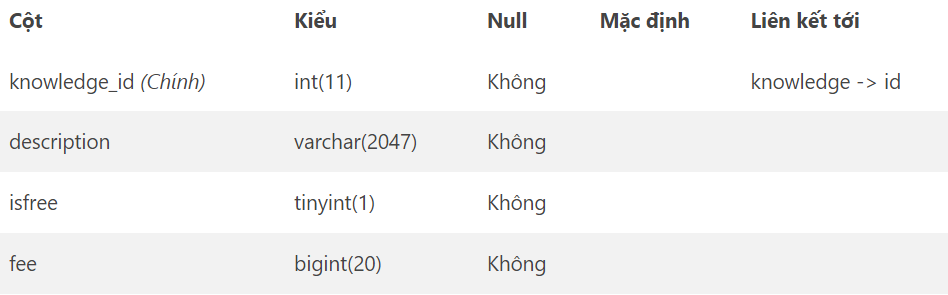 Cột Kiểu Null Mặc định Liên kết tới
knowledge_id (Chính) int(11) Không knowledge -> id
description varchar(2047) Không
isfree tinyint(1) Không
fee bigint(20) Không